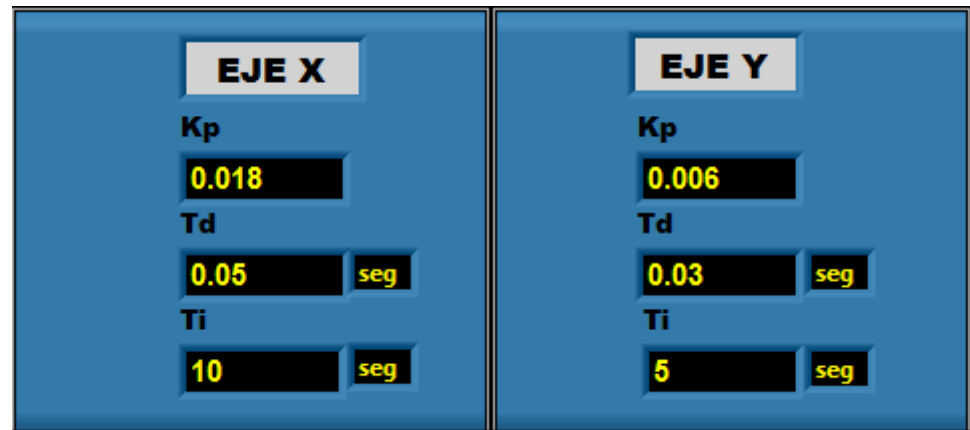 EJE X
Kp
0.018
Td
0.05 seg
Ti
10 seg
EJE Y
Kp
0.006
Td
0.03 seg
Ti
5 seg